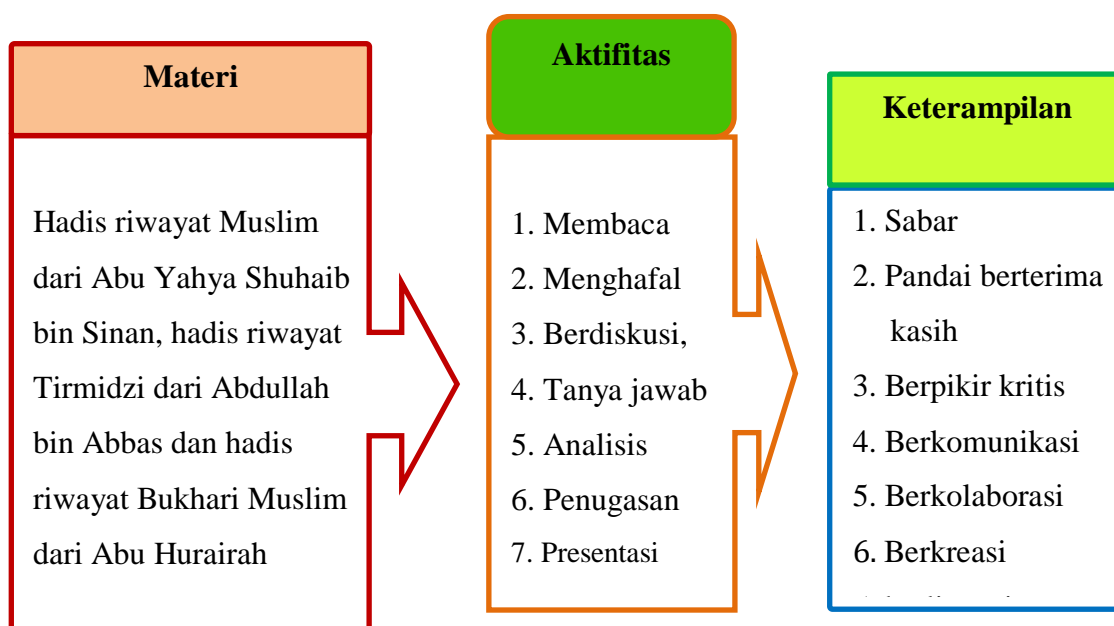 Materi
Hadis riwayat Muslim
dari Abu Yahya Shuhaib
bin Sinan, hadis riwayat
Tirmidzi dari Abdullah
bin Abbas dan hadis
riwayat Bukhari Muslim
dari Abu Hurairah
Aktifitas
1. Membaca
2. Menghafal
3. Berdiskusi,
4. Tanya jawab
5. Analisis
6. Penugasan
7. Presentasi
Keterampilan
1. Sabar
2. Pandai berterima
kasih
3. Berpikir kritis
4. Berkomunikasi
5. Berkolaborasi
6. Berkreasi